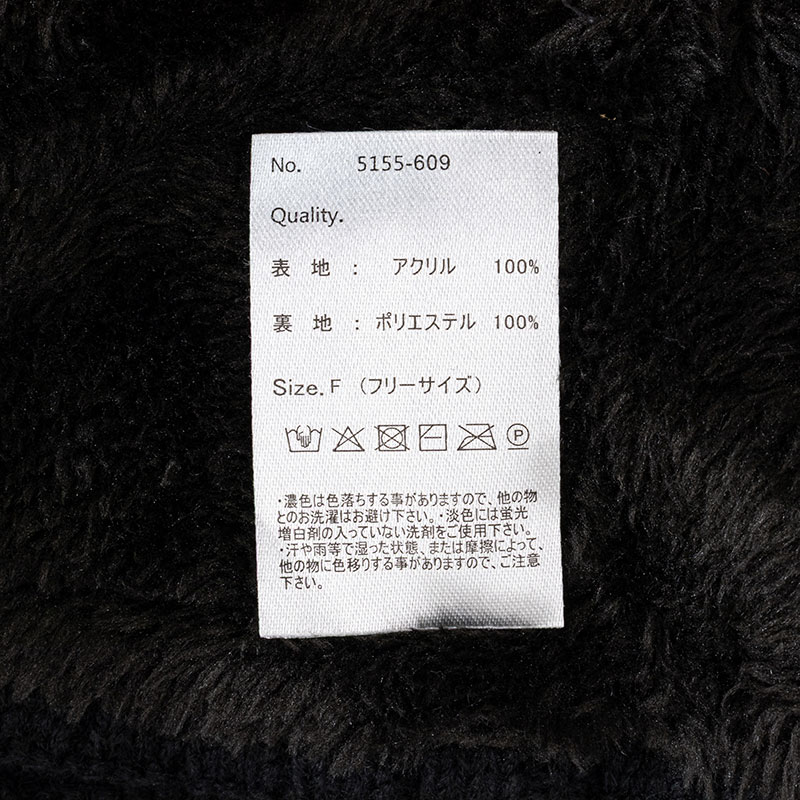 No. 5155-609
Quality.
表 地 : アクリル 100%
裏 地 : ポリエステル 100%
Size. F (フリーサイズ)
P
・濃色は色落ちする事がありますので、他の物
とのお洗濯はお避け下さい。・淡色には蛍光
増白剤の入っていない洗剤をご使用下さい。
・汗や雨等で湿った状態、または摩擦によって、
他の物に色移りする事がありますので、ご注意
下さい。